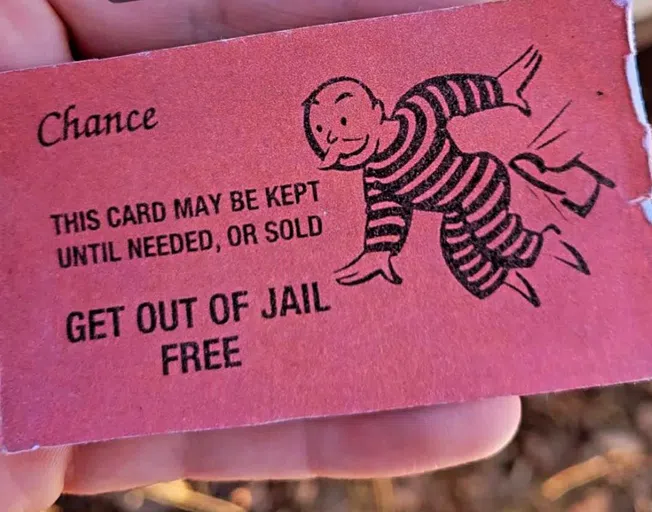 Chance
THIS CARD MAY BE KEPT
UNTIL NEEDED, OR SOLD
GET OUT OF JAIL
FREE